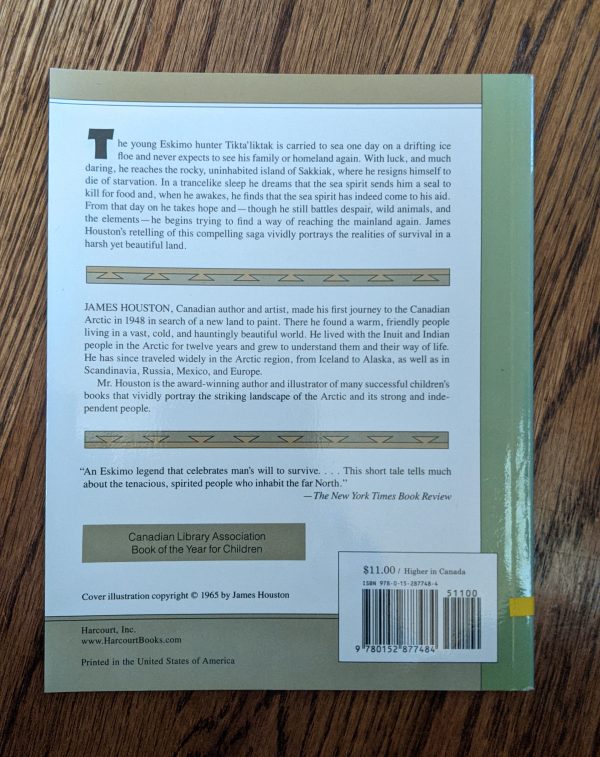 The young Eskimo hunter Tikta'liktak is carried to sea one day on a drifting ice
floe and never expects to see his family or homeland again. With luck, and much
daring, he reaches the rocky, uninhabited island of Sakkiak, where he resigns himself to
die of starvation. In a trancelike sleep he dreams that the sea spirit sends him a seal to
kill for food and, when he awakes, he finds that the sea spirit has indeed come to his aid.
From that day on he takes hope and—though he still battles despair, wild animals, and
the elements—he begins trying to find a way of reaching the mainland again. James
Houston's retelling of this compelling saga vividly portrays the realities of survival in a
harsh yet beautiful land.
JAMES HOUSTON, Canadian author and artist, made his first journey to the Canadian
Arctic in 1948 in search of a new land to paint. There he found a warm, friendly people
living in a vast, cold, and hauntingly beautiful world. He lived with the Inuit and Indian
people in the Arctic for twelve years and grew to understand them and their way of life.
He has since traveled widely in the Arctic region, from Iceland to Alaska, as well as in
Scandinavia, Russia, Mexico, and Europe.
Mr. Houston is the award-winning author and illustrator of many successful children's
books that vividly portray the striking landscape of the Arctic and its strong and inde-
pendent people.
"An Eskimo legend that celebrates man's will to survive. . . . This short tale tells much
about the tenacious, spirited people who inhabit the far North."
—The New York Times Book Review
Canadian Library Association
Book of the Year for Children
Cover illustration copyright © 1965 by James Houston
Harcourt, Inc.
www.HarcourtBooks.com
Printed in the United States of America
$11.00 / Higher in Canada
ISBN 978-0-15-287748-4
51100
9 780152 877484